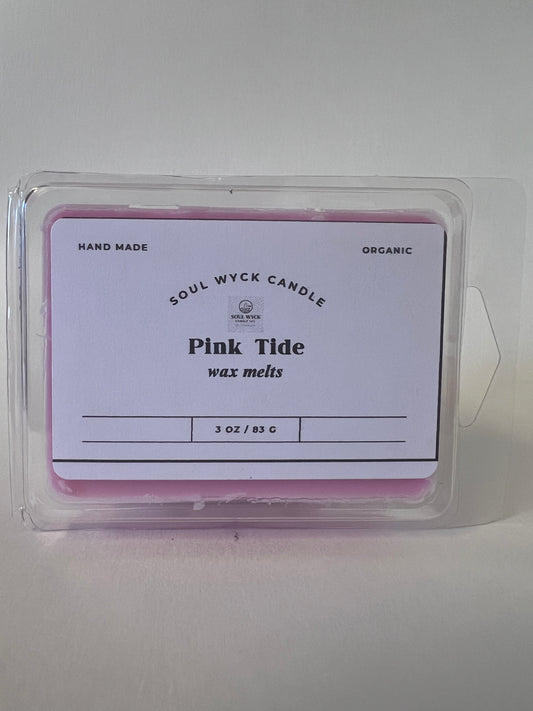 HAND MADE
ORGANIC
SOUL WYCK CANDLE
SOUL WYCK
Pink Tide
wax melts
3 OZ / 83 G